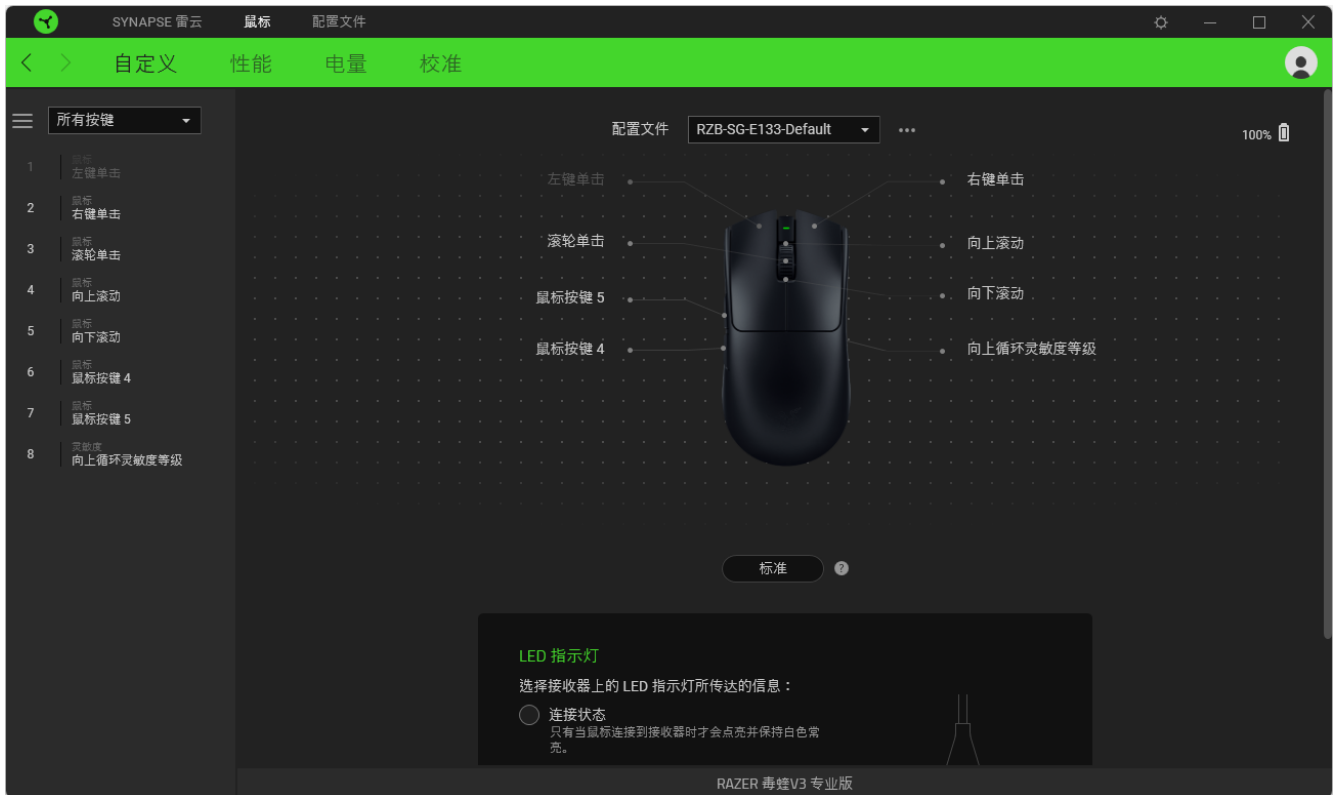 SYNAPSE 雷云
鼠标
配置文件
自定义
性能
电量
校准
所有按键
配置文件
RZB-SG-E133-Default
100%
1
鼠标
左键单击
2
鼠标
右键单击
3
鼠标
滚轮单击
4
鼠标
向上滚动
5
鼠标
向下滚动
6
鼠标
鼠标按键 4
7
鼠标
鼠标按键 5
8
灵敏度
向上循环灵敏度等级
左键单击
右键单击
滚轮单击
向上滚动
鼠标按键 5
向下滚动
鼠标按键 4
向上循环灵敏度等级
标准
?
LED 指示灯
选择接收器上的 LED 指示灯所传达的信息：
连接状态
只有当鼠标连接到接收器时才会点亮并保持白色常
亮。
RAZER 毒蝰V3 专业版